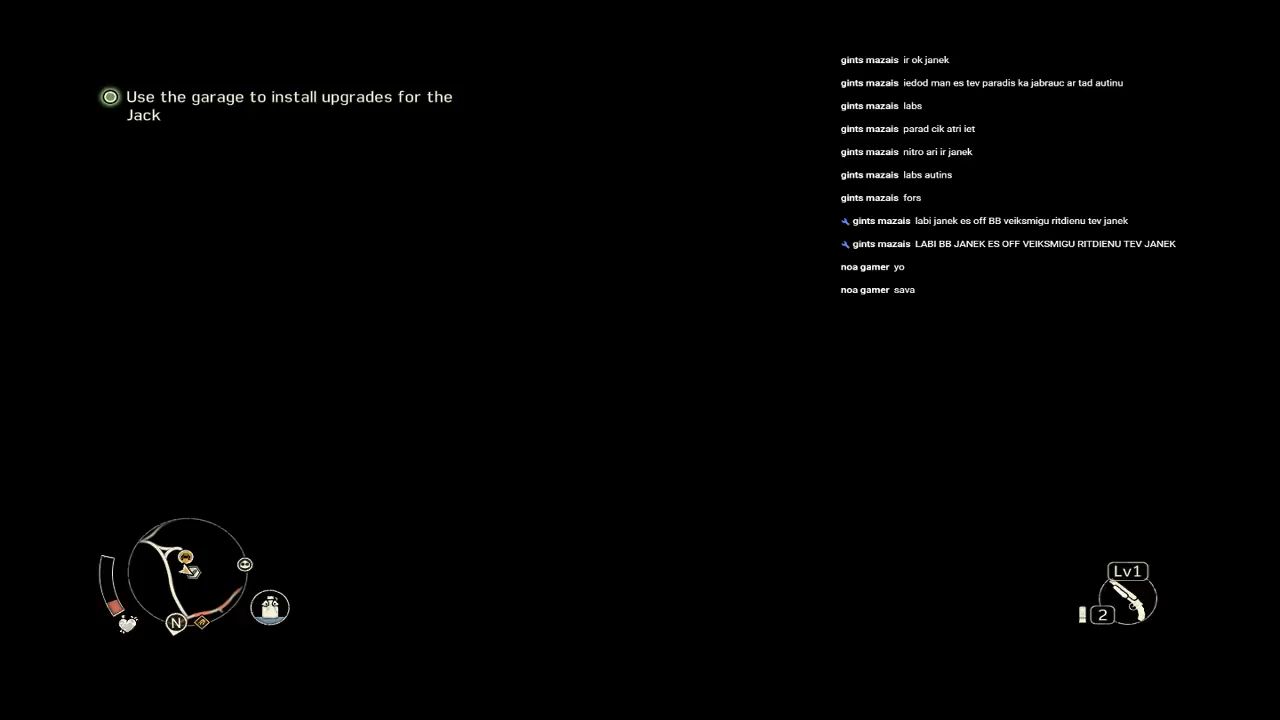 Use the garage to install upgrades for the
Jack
gints mazais ir ok janek
gints mazais iedod man es tev paradis ka jabrauc ar tad autinu
gints mazais labs
gints mazais parad cik atri iet
gints mazais nitro ari ir janek
gints mazais labs autins
gints mazais fors
gints mazais labi janek es off BB veiksmigu ritdienu tev janek
gints mazais LABI BB JANEK ES OFF VEIKSMIGU RITDIENU TEV JANEK
noa gamer yo
noa gamer sava
N
Lv1
2